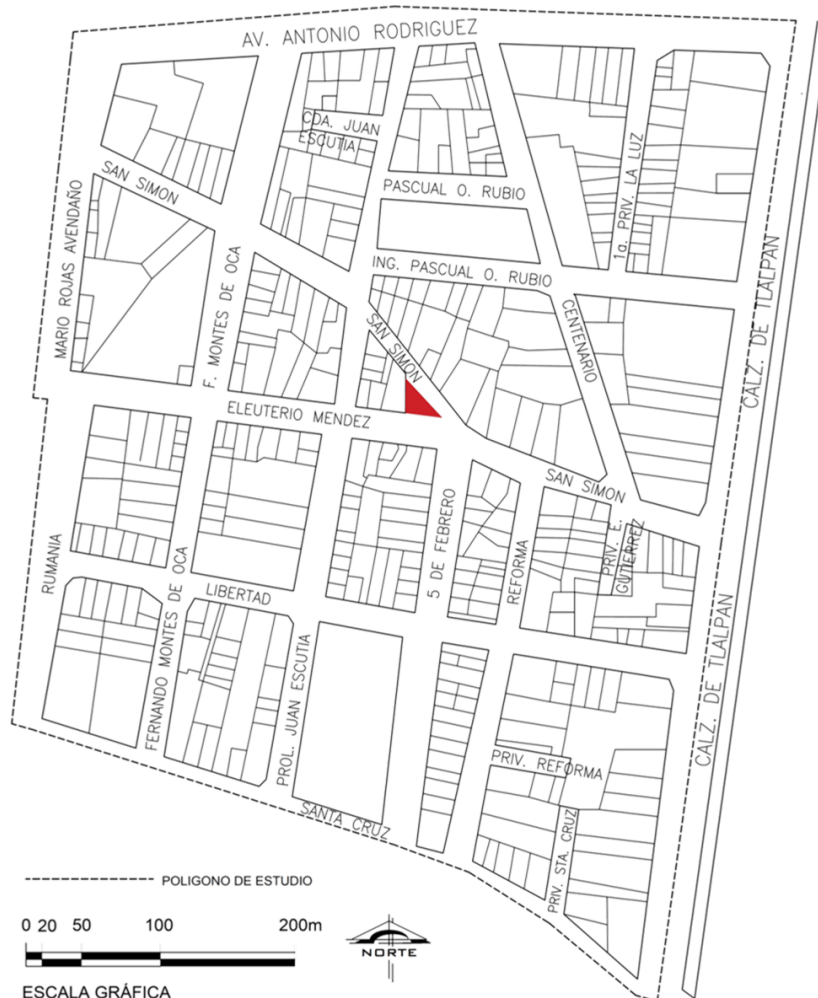 AV. ANTONIO RODRIGUEZ
CDA. JUAN
ESCUTIA
SAN SIMON
PASCUAL O. RUBIO
1a. PRIV. LA LUZ
MARIO ROJAS AVENDAÑO
F. MONTES DE OCA
ING. PASCUAL O. RUBIO
CALZ. DE TLALPAN
SAN SIMON
CENTENARIO
ELEUTERIO MENDEZ
SAN SIMON
5 DE FEBRERO
REFORMA
PRIV. E.
GUTIERREZ
RUMANIA
FERNANDO MONTES DE OCA
LIBERTAD
PROL. JUAN ESCUTIA
CALZ. DE TLALPAN
PRIV. REFORMA
SANTA CRUZ
PRIV. STA. CRUZ
POLIGONO DE ESTUDIO
0 20 50 100 200m
NORTE
ESCALA GRÁFICA